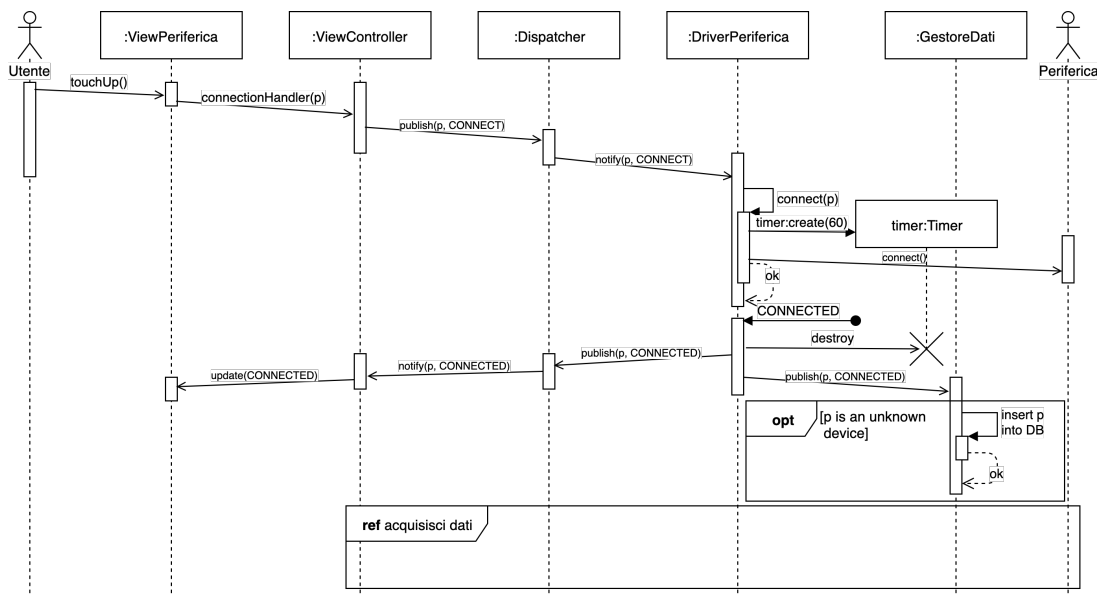 :ViewPeriferica
:ViewController
:Dispatcher
:DriverPeriferica
:GestoreDati
Utente
Periferica
touchUp()
connectionHandler(p)
publish(p, CONNECT)
notify(p, CONNECT)
connect(p)
timer:create(60)
timer:Timer
connect()
ok
CONNECTED
destroy
publish(p, CONNECTED)
notify(p, CONNECTED)
update(CONNECTED)
publish(p, CONNECTED)
opt
[p is an unknown
device]
insert p
into DB
ok
ref acquisisci dati